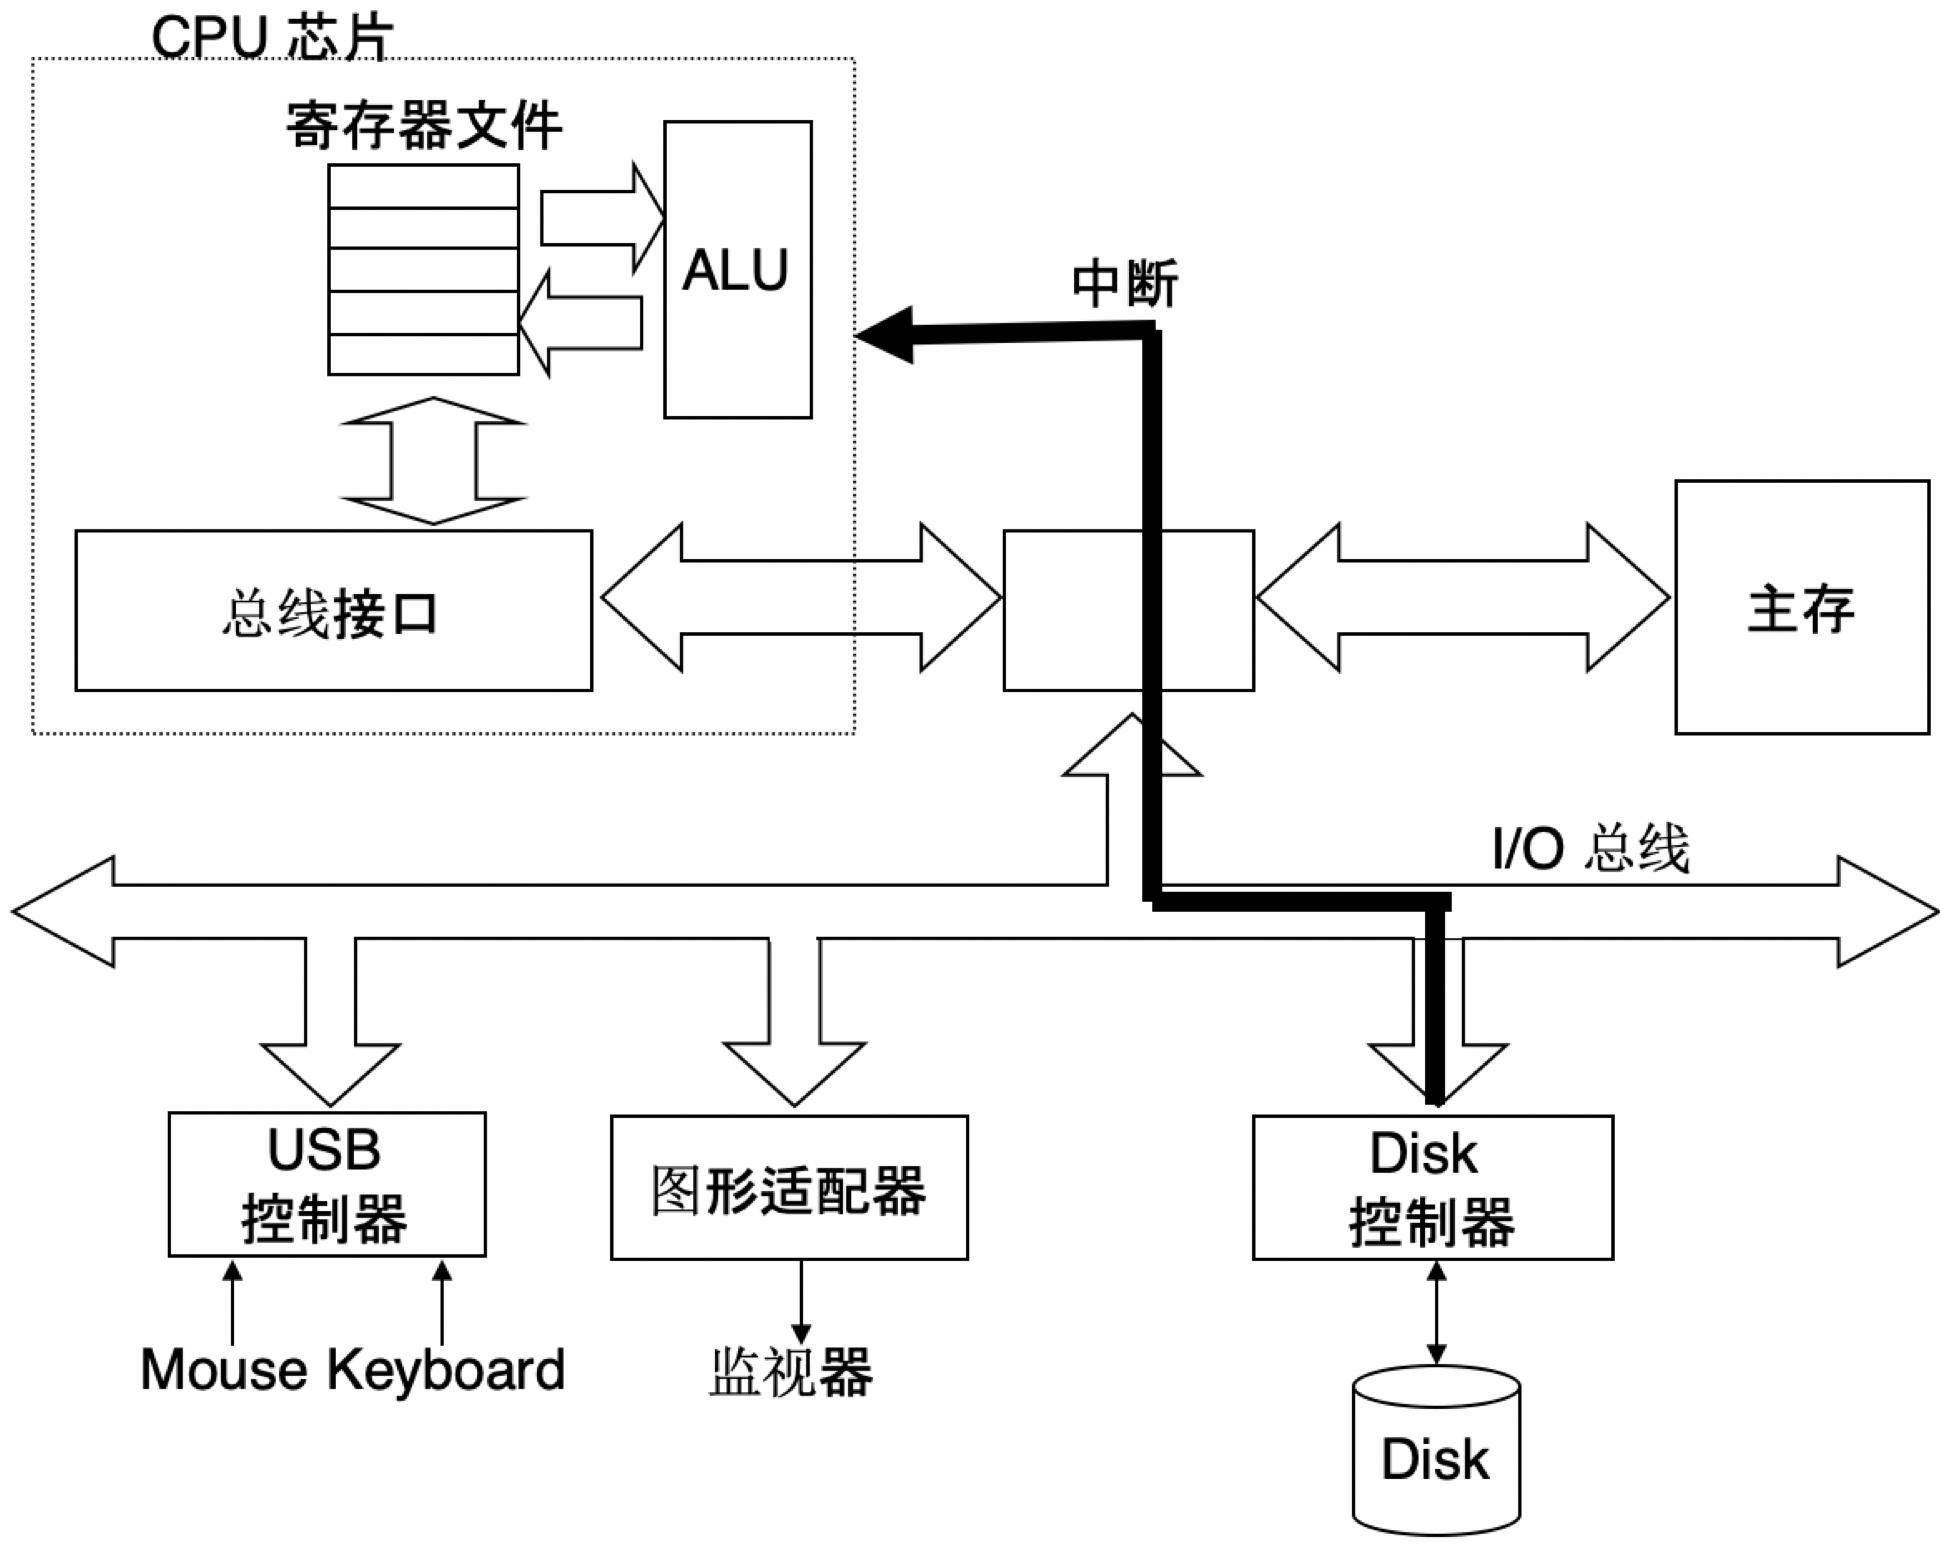 CPU 芯片
寄存器文件
ALU
中断
总线接口
主存
I/O 总线
USB
控制器
图形适配器
Disk
控制器
Mouse Keyboard
监视器
Disk